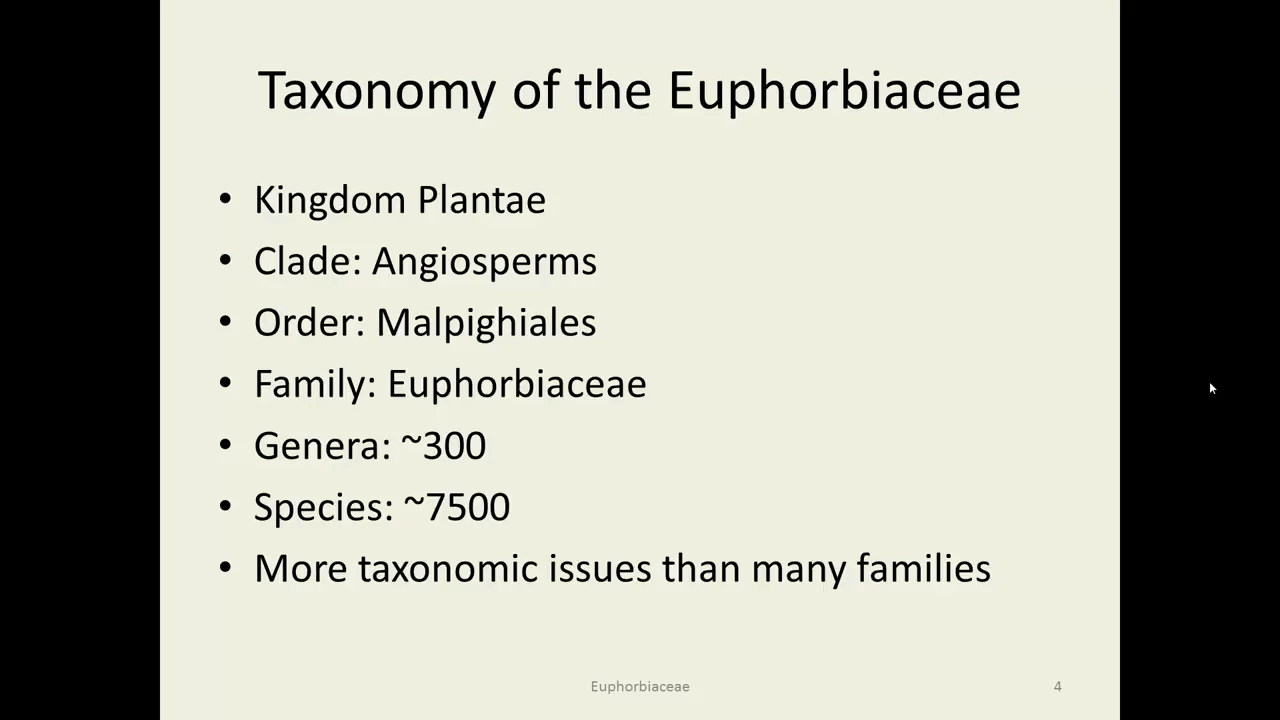 Taxonomy of the Euphorbiaceae
• Kingdom Plantae
• Clade: Angiosperms
• Order: Malpighiales
• Family: Euphorbiaceae
• Genera: ~300
• Species: ~7500
• More taxonomic issues than many families
Euphorbiaceae
4